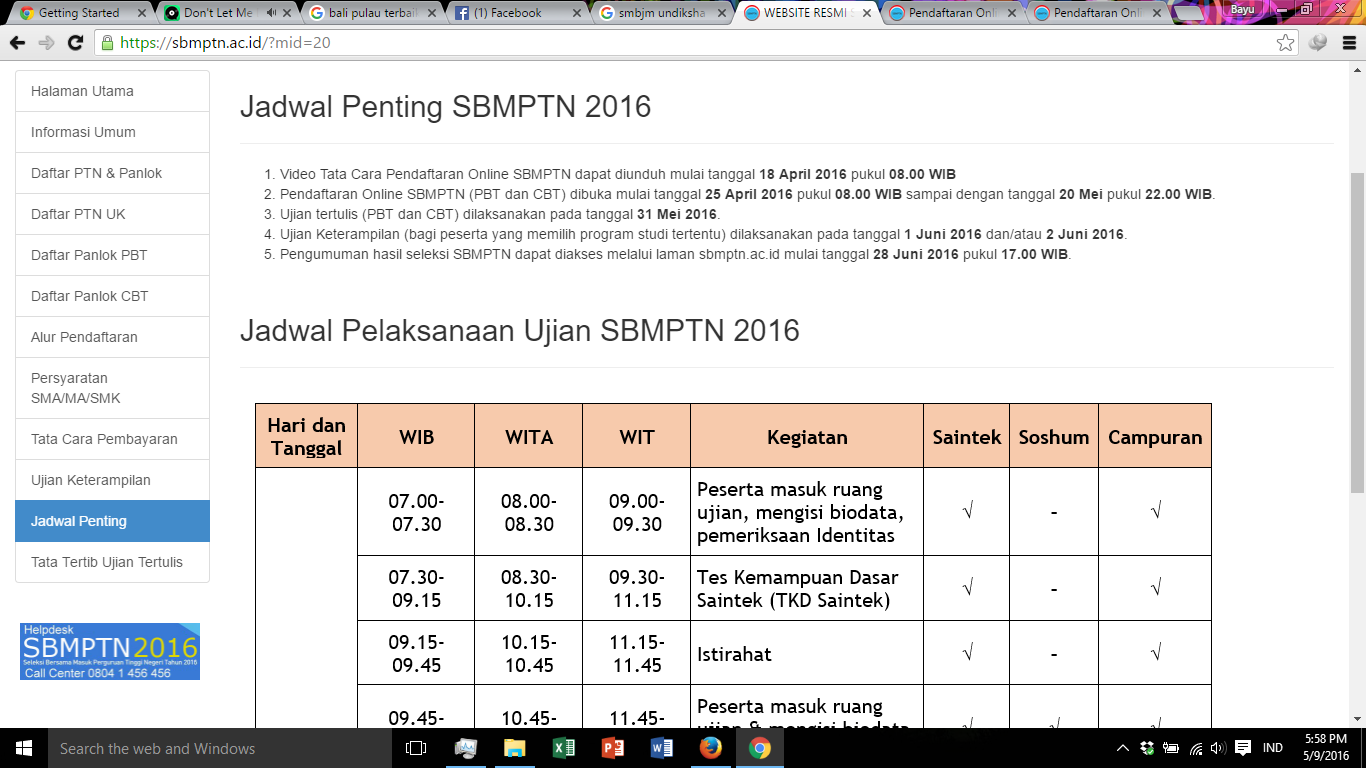 Getting Started
Don't Let Me
bali pulau terbaik
(1) Facebook
smbjm undiksha
WEBSITE RESMI
Pendaftaran Onl
Pendaftaran Onl
Bayu
https://sbmptn.ac.id/?mid=20
Halaman Utama
Informasi Umum
Daftar PTN & Panlok
Daftar PTN UK
Daftar Panlok PBT
Daftar Panlok CBT
Alur Pendaftaran
Persyaratan
SMA/MA/SMK
Tata Cara Pembayaran
Ujian Keterampilan
Jadwal Penting
Tata Tertib Ujian Tertulis
Helpdesk
SBMPTN 2016
Seleksi Bersama Masuk Perguruan Tinggi Negeri Tahun 2016
Call Center 0804 1 456 456
Jadwal Penting SBMPTN 2016
1. Video Tata Cara Pendaftaran Online SBMPTN dapat diunduh mulai tanggal 18 April 2016 pukul 08.00 WIB
2. Pendaftaran Online SBMPTN (PBT dan CBT) dibuka mulai tanggal 25 April 2016 pukul 08.00 WIB sampai dengan tanggal 20 Mei pukul 22.00 WIB.
3. Ujian tertulis (PBT dan CBT) dilaksanakan pada tanggal 31 Mei 2016.
4. Ujian Keterampilan (bagi peserta yang memilih program studi tertentu) dilaksanakan pada tanggal 1 Juni 2016 dan/atau 2 Juni 2016.
5. Pengumuman hasil seleksi SBMPTN dapat diakses melalui laman sbmptn.ac.id mulai tanggal 28 Juni 2016 pukul 17.00 WIB.
Jadwal Pelaksanaan Ujian SBMPTN 2016
Hari dan Tanggal WIB WITA WIT Kegiatan Saintek Soshum Campuran
07.00- 08.00- 09.00- Peserta masuk ruang
07.30 08.30 09.30 ujian, mengisi biodata, √ - √
pemeriksaan Identitas
07.30- 08.30- 09.30- Tes Kemampuan Dasar √ - √
09.15 10.15 11.15 Saintek (TKD Saintek)
09.15- 10.15- 11.15- Istirahat √ - √
09.45 10.45 11.45
09.45- 10.45- 11.45- Peserta masuk ruang
ujian & mengisi biodata √ √ √
Search the web and Windows
IND
5:58 PM
5/9/2016